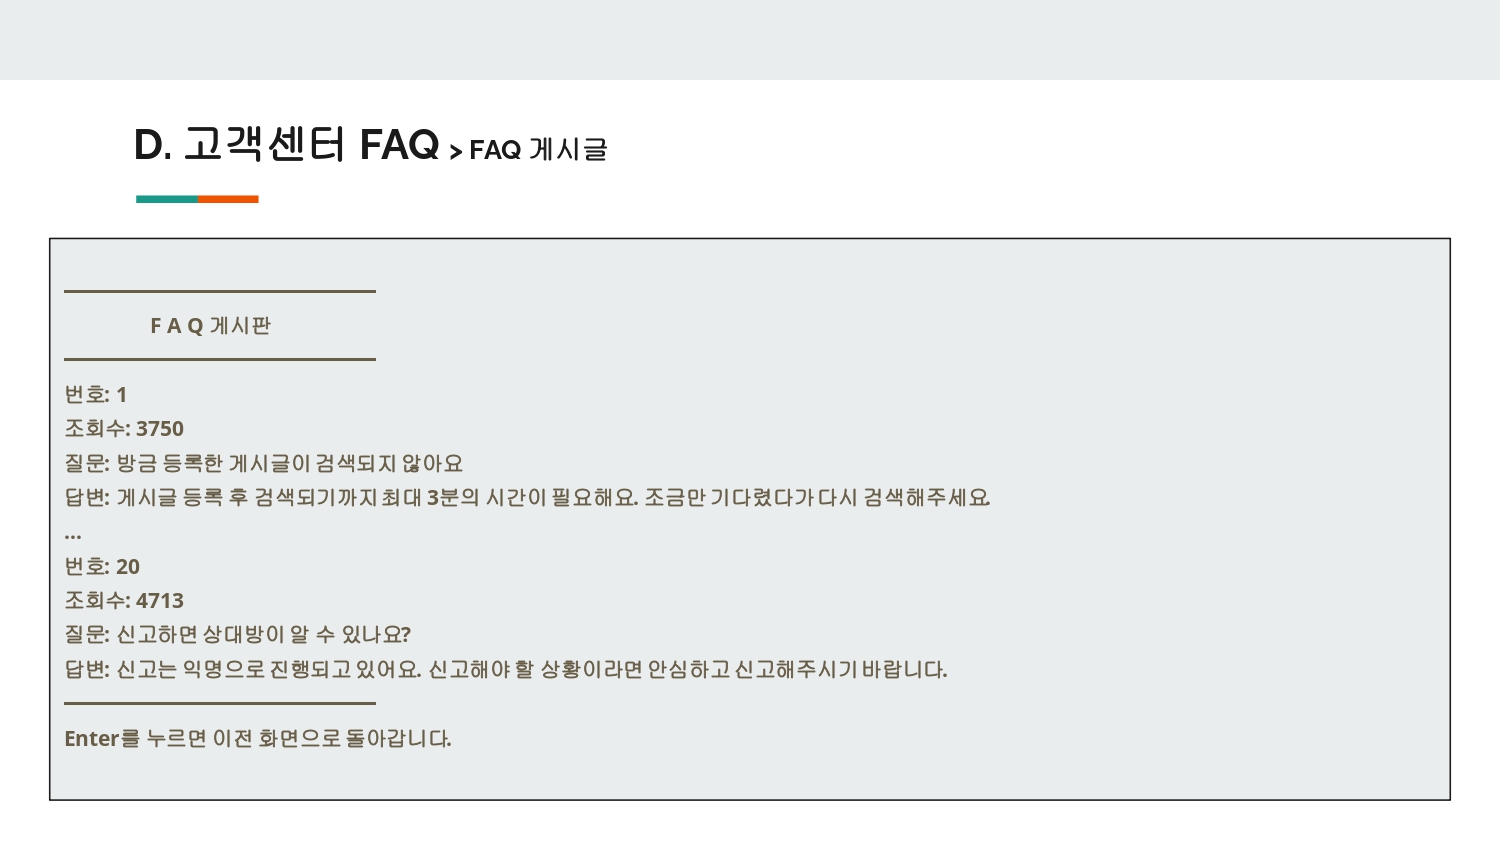 D. 고객센터 FAQ > FAQ 게시글
F A Q 게시판
번호: 1
조회수: 3750
질문: 방금 등록한 게시글이 검색되지 않아요
답변: 게시글 등록 후 검색되기까지 최대 3분의 시간이 필요해요. 조금만 기다렸다가 다시 검색해주세요.
...
번호: 20
조회수: 4713
질문: 신고하면 상대방이 알 수 있나요?
답변: 신고는 익명으로 진행되고 있어요. 신고해야 할 상황이라면 안심하고 신고해주시기 바랍니다.
Enter를 누르면 이전 화면으로 돌아갑니다.